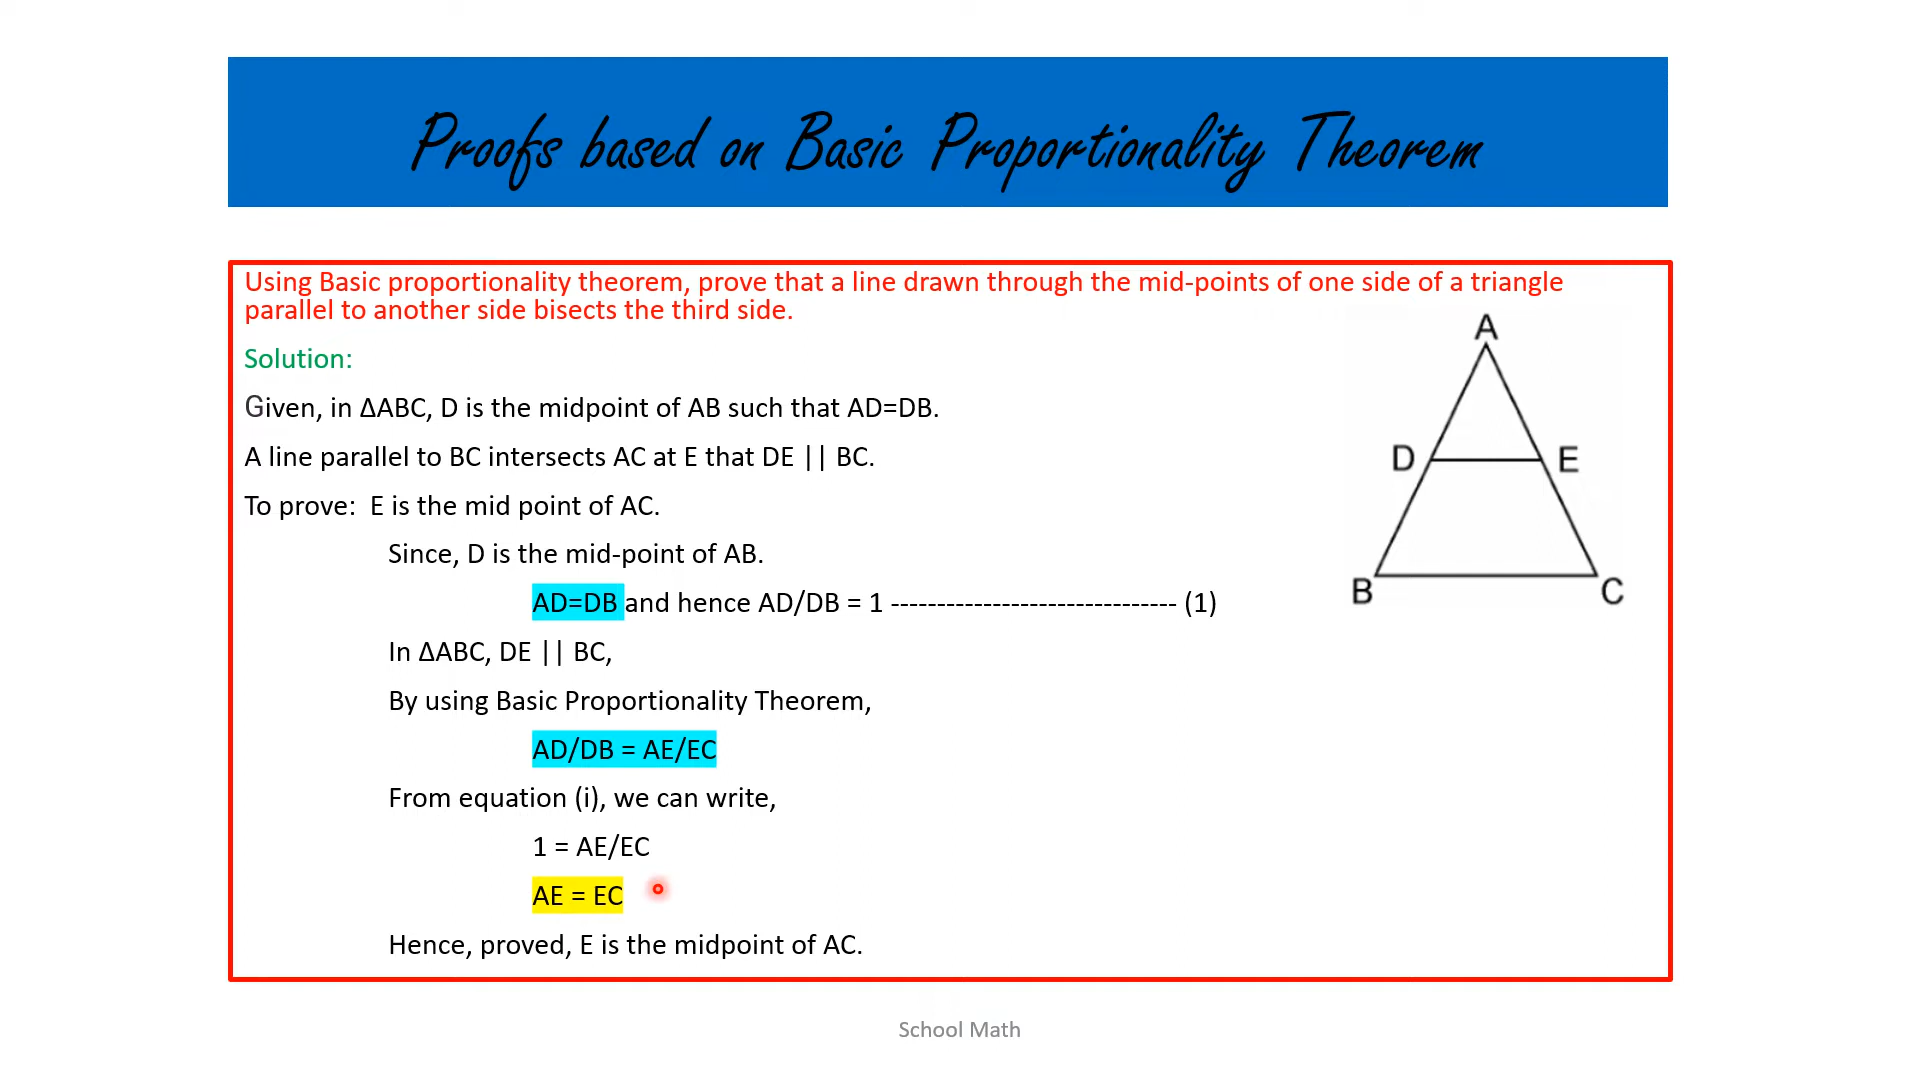 Proofs based on Basic Proportionality Theorem
Using Basic proportionality theorem, prove that a line drawn through the mid-points of one side of a triangle
parallel to another side bisects the third side.
Solution:
Given, in ΔABC, D is the midpoint of AB such that AD=DB.
A line parallel to BC intersects AC at E that DE || BC.
To prove:  E is the mid point of AC.
Since, D is the mid-point of AB.
AD=DB and hence AD/DB = 1 ------------------------------- (1)
In ΔABC, DE || BC,
By using Basic Proportionality Theorem,
AD/DB = AE/EC
From equation (i), we can write,
1 = AE/EC
AE = EC
Hence, proved, E is the midpoint of AC.
A
D E
B C
School Math